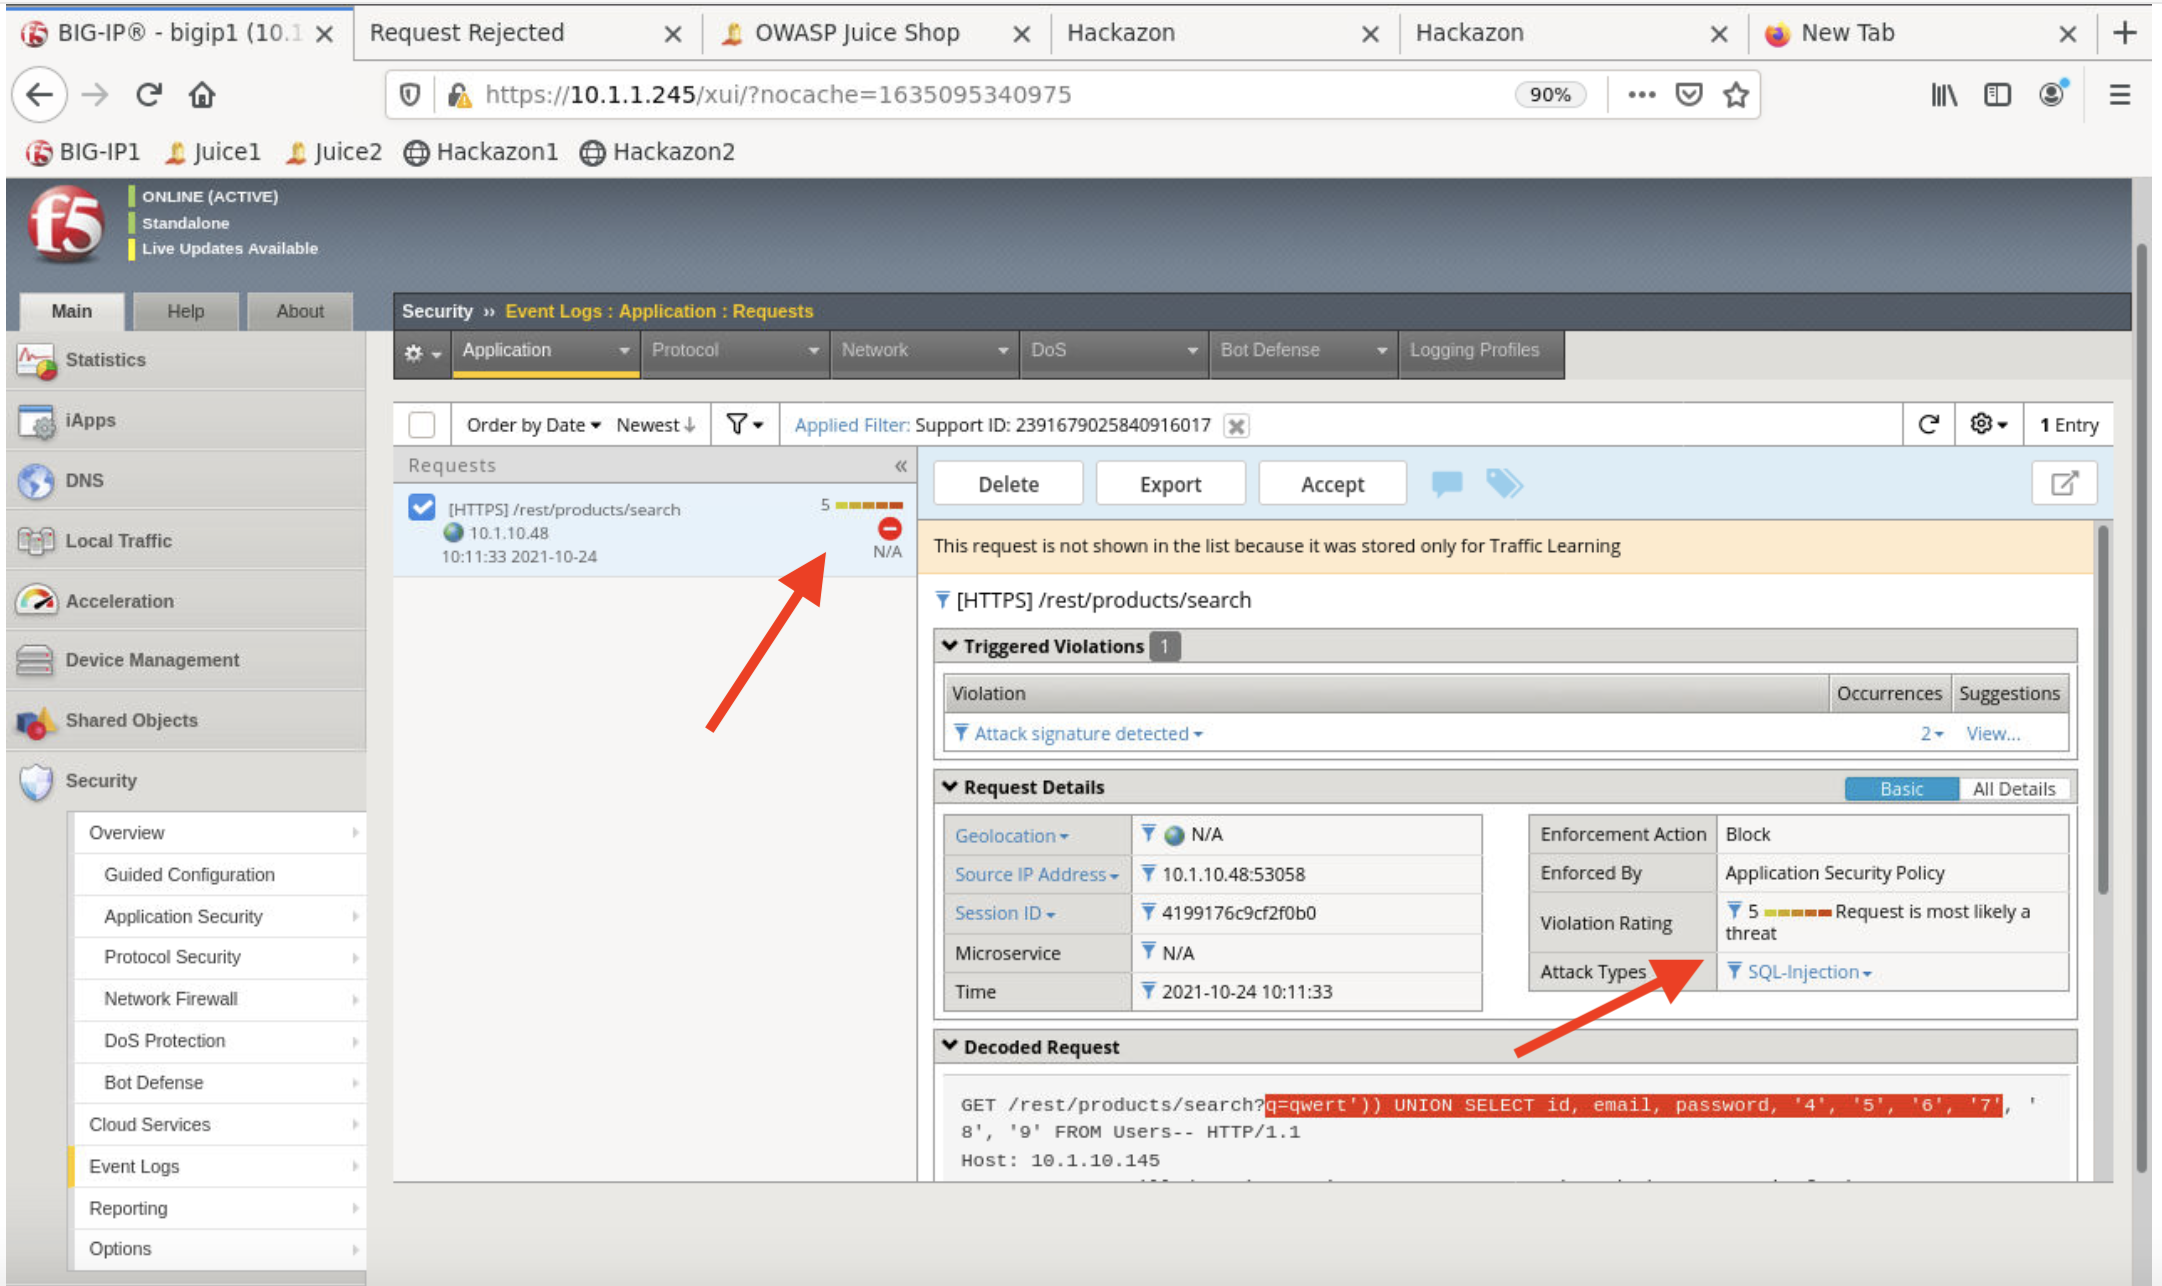 BIG-IP® - bigip1 (10.1
Request Rejected
OWASP Juice Shop
Hackazon
Hackazon
New Tab
https://10.1.1.245/xui/?nocache=1635095340975
90%
BIG-IP1
Juice1
Juice2
Hackazon1
Hackazon2
f5
ONLINE (ACTIVE)
Standalone
Live Updates Available
Main
Help
About
Security ›› Event Logs : Application : Requests
Application
Protocol
Network
DoS
Bot Defense
Logging Profiles
Statistics
iApps
DNS
Local Traffic
Acceleration
Device Management
Shared Objects
Security
Overview
Guided Configuration
Application Security
Protocol Security
Network Firewall
DoS Protection
Bot Defense
Cloud Services
Event Logs
Reporting
Options
Order by Date
Newest
Applied Filter: Support ID: 2391679025840916017
1 Entry
Requests
[HTTPS] /rest/products/search
5
10.1.10.48
N/A
10:11:33 2021-10-24
Delete
Export
Accept
This request is not shown in the list because it was stored only for Traffic Learning
[HTTPS] /rest/products/search
Triggered Violations 1
Violation
Occurrences
Suggestions
Attack signature detected
2
View...
Request Details
Basic
All Details
Geolocation
N/A
Source IP Address
10.1.10.48:53058
Session ID
4199176c9cf2f0b0
Microservice
N/A
Time
2021-10-24 10:11:33
Enforcement Action
Block
Enforced By
Application Security Policy
Violation Rating
5 Request is most likely a
threat
Attack Types
SQL-Injection
Decoded Request
GET /rest/products/search?q=qwert')) UNION SELECT id, email, password, '4', '5', '6', '7', '
8', '9' FROM Users-- HTTP/1.1
Host: 10.1.10.145